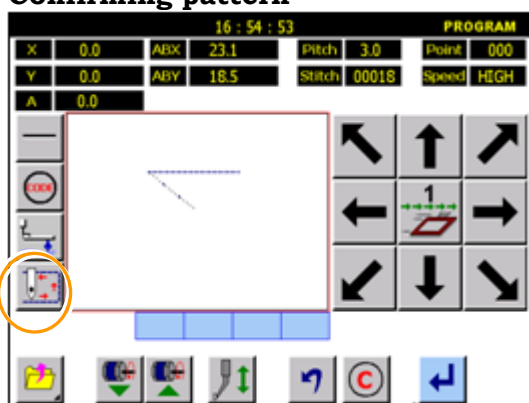 Confirming pattern
16 : 54 : 53 PROGRAM
X 0.0 ABX 23.1 Pitch 3.0 Point 000
Y 0.0 ABY 18.5 Stitch 00018 Speed HIGH
A 0.0
CODE
1
C